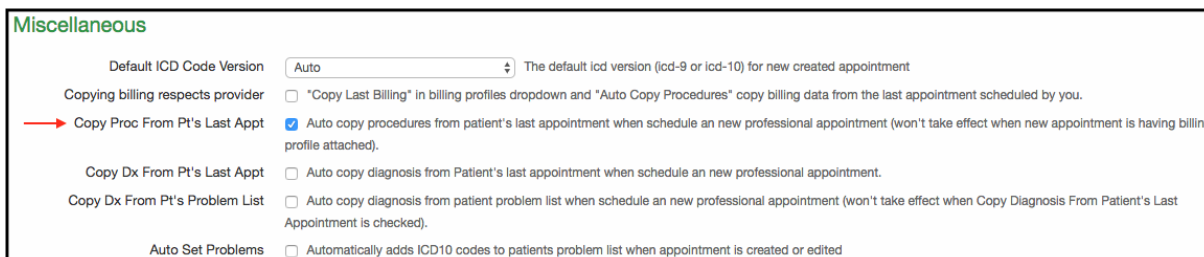 Miscellaneous
Default ICD Code Version Auto The default icd version (icd-9 or icd-10) for new created appointment
Copying billing respects provider "Copy Last Billing" in billing profiles dropdown and "Auto Copy Procedures" copy billing data from the last appointment scheduled by you.
Copy Proc From Pt's Last Appt Auto copy procedures from patient's last appointment when schedule an new professional appointment (won't take effect when new appointment is having billin
profile attached).
Copy Dx From Pt's Last Appt Auto copy diagnosis from Patient's last appointment when schedule an new professional appointment.
Copy Dx From Pt's Problem List Auto copy diagnosis from patient problem list when schedule an new professional appointment (won't take effect when Copy Diagnosis From Patient's Last
Appointment is checked).
Auto Set Problems Automatically adds ICD10 codes to patients problem list when appointment is created or edited